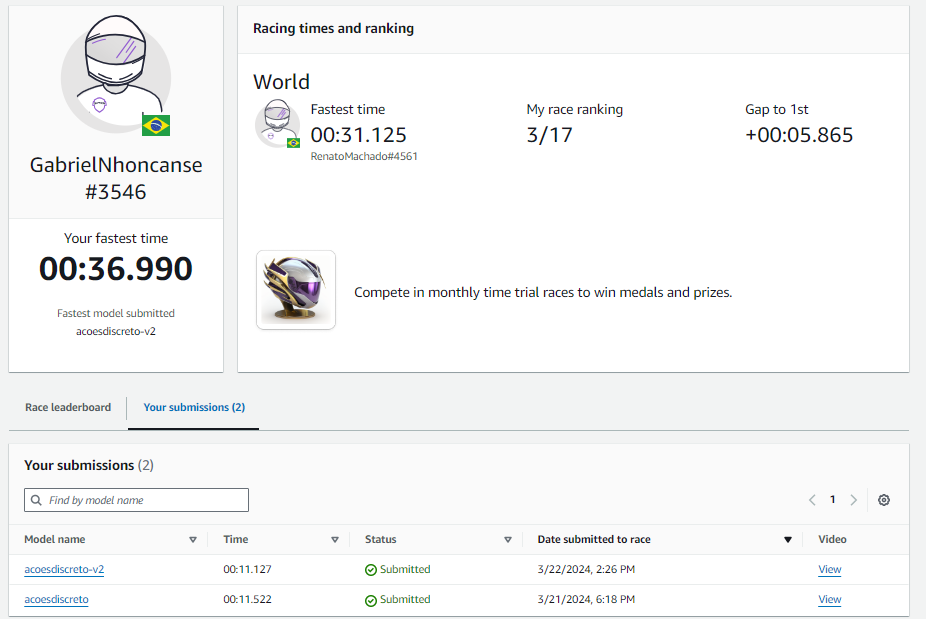 GabrielNhoncanse
#3546
Your fastest time
00:36.990
Fastest model submitted
acoesdiscreto-v2
Racing times and ranking
World
Fastest time
00:31.125
RenatoMachado#4561
My race ranking
3/17
Gap to 1st
+00:05.865
Compete in monthly time trial races to win medals and prizes.
Race leaderboard
Your submissions (2)
Your submissions (2)
Find by model name
1
Model name Time Status Date submitted to race Video
acoesdiscreto-v2 00:11.127 Submitted 3/22/2024, 2:26 PM View
acoesdiscreto 00:11.522 Submitted 3/21/2024, 6:18 PM View